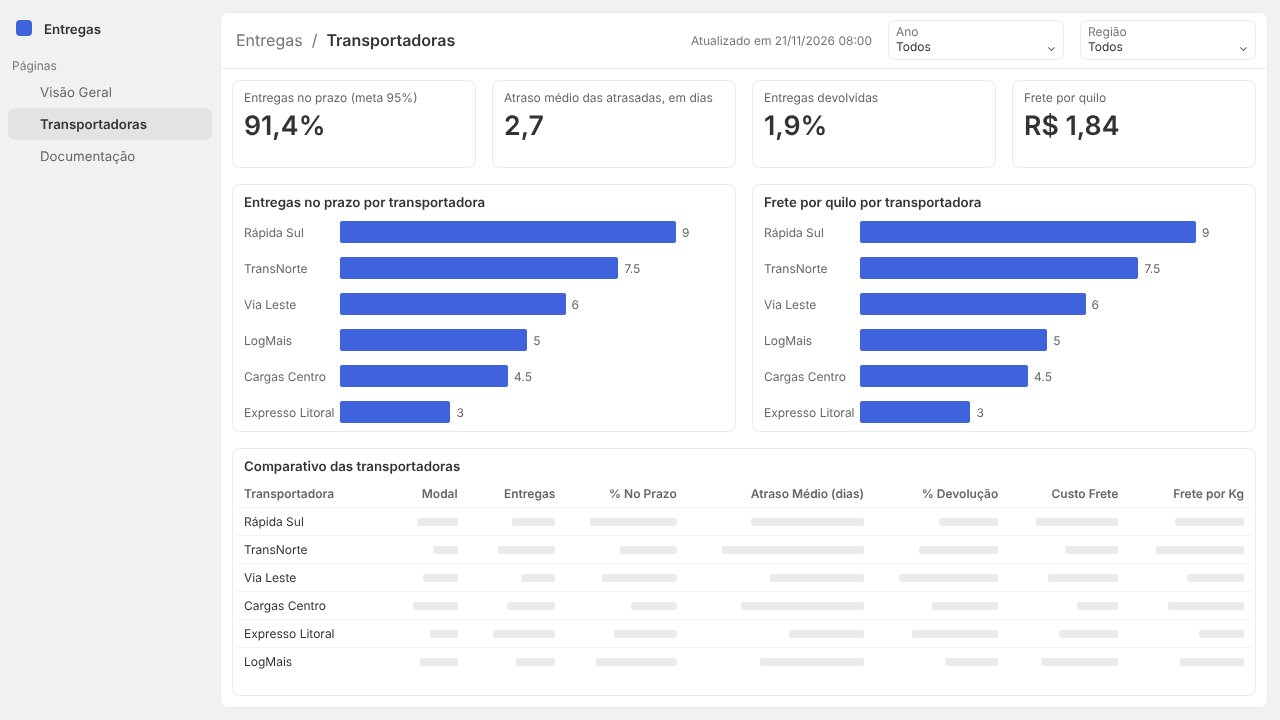 Entregas
Páginas
Visão Geral
Transportadoras
Documentação
Entregas / Transportadoras
Atualizado em 21/11/2026 08:00
Ano
Todos
Região
Todos
Entregas no prazo (meta 95%)
91,4%
Atraso médio das atrasadas, em dias
2,7
Entregas devolvidas
1,9%
Frete por quilo
R$ 1,84
Entregas no prazo por transportadora
Rápida Sul 9
TransNorte 7.5
Via Leste 6
LogMais 5
Cargas Centro 4.5
Expresso Litoral 3
Frete por quilo por transportadora
Rápida Sul 9
TransNorte 7.5
Via Leste 6
LogMais 5
Cargas Centro 4.5
Expresso Litoral 3
Comparativo das transportadoras
Transportadora Modal Entregas % No Prazo Atraso Médio (dias) % Devolução Custo Frete Frete por Kg
Rápida Sul
TransNorte
Via Leste
Cargas Centro
Expresso Litoral
LogMais